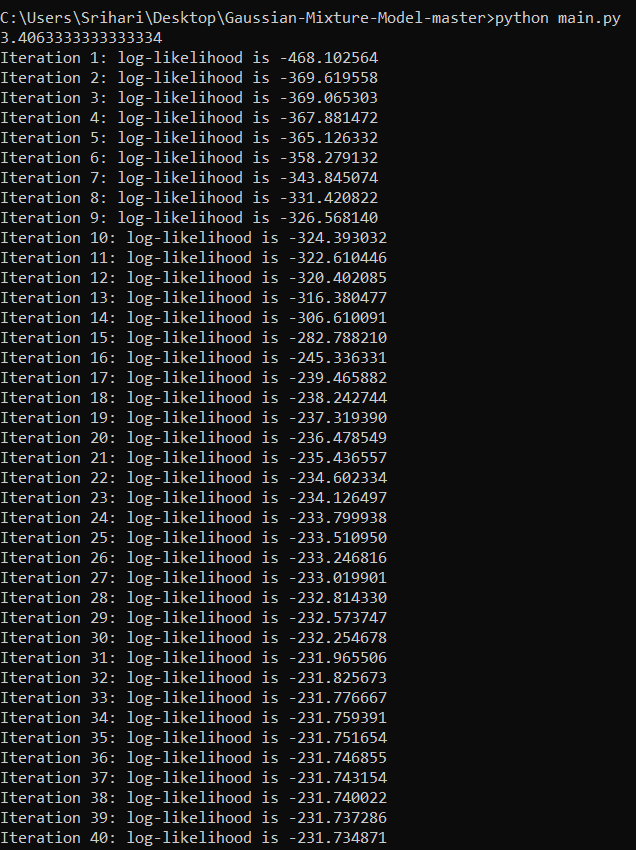 C:\Users\Srihari\Desktop\Gaussian-Mixture-Model-master>python main.py
3.4063333333333334
Iteration 1: log-likelihood is -468.102564
Iteration 2: log-likelihood is -369.619558
Iteration 3: log-likelihood is -369.065303
Iteration 4: log-likelihood is -367.881472
Iteration 5: log-likelihood is -365.126332
Iteration 6: log-likelihood is -358.279132
Iteration 7: log-likelihood is -343.845074
Iteration 8: log-likelihood is -331.420822
Iteration 9: log-likelihood is -326.568140
Iteration 10: log-likelihood is -324.393032
Iteration 11: log-likelihood is -322.610446
Iteration 12: log-likelihood is -320.402085
Iteration 13: log-likelihood is -316.380477
Iteration 14: log-likelihood is -306.610091
Iteration 15: log-likelihood is -282.788210
Iteration 16: log-likelihood is -245.336331
Iteration 17: log-likelihood is -239.465882
Iteration 18: log-likelihood is -238.242744
Iteration 19: log-likelihood is -237.319390
Iteration 20: log-likelihood is -236.478549
Iteration 21: log-likelihood is -235.436557
Iteration 22: log-likelihood is -234.602334
Iteration 23: log-likelihood is -234.126497
Iteration 24: log-likelihood is -233.799938
Iteration 25: log-likelihood is -233.510950
Iteration 26: log-likelihood is -233.246816
Iteration 27: log-likelihood is -233.019901
Iteration 28: log-likelihood is -232.814330
Iteration 29: log-likelihood is -232.573747
Iteration 30: log-likelihood is -232.254678
Iteration 31: log-likelihood is -231.965506
Iteration 32: log-likelihood is -231.825673
Iteration 33: log-likelihood is -231.776667
Iteration 34: log-likelihood is -231.759391
Iteration 35: log-likelihood is -231.751654
Iteration 36: log-likelihood is -231.746855
Iteration 37: log-likelihood is -231.743154
Iteration 38: log-likelihood is -231.740022
Iteration 39: log-likelihood is -231.737286
Iteration 40: log-likelihood is -231.734871